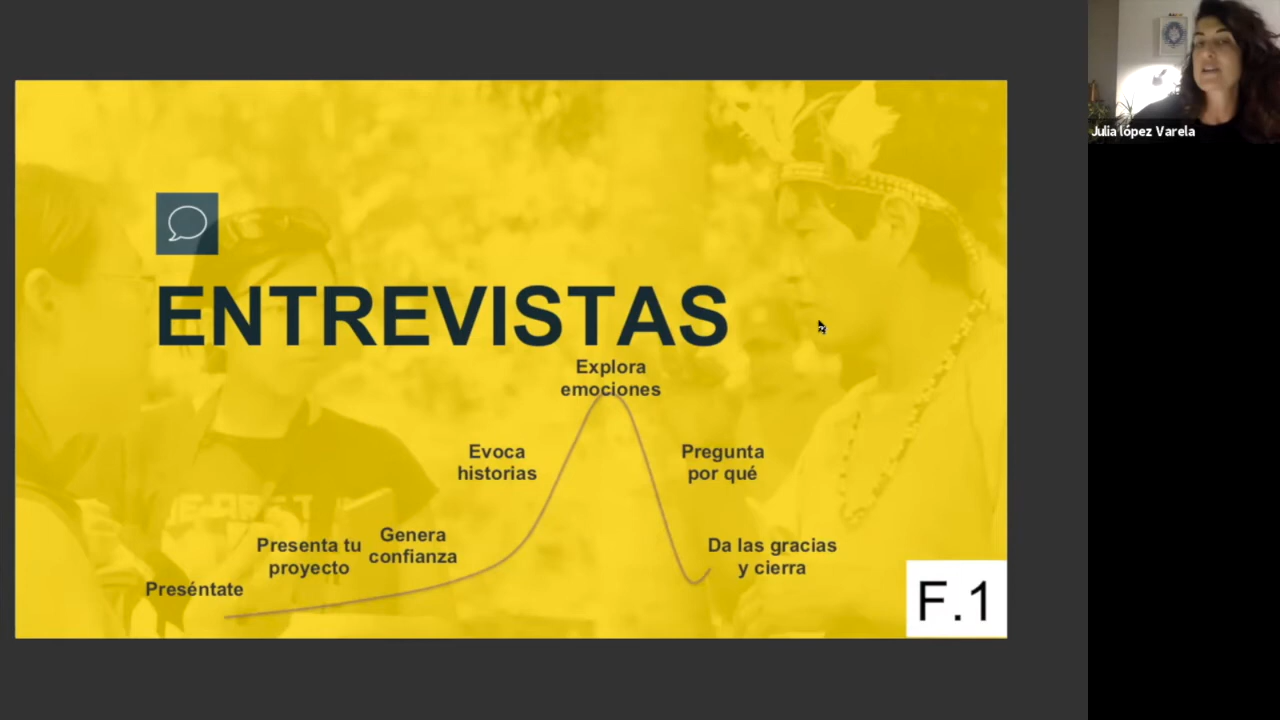 ENTREVISTAS
Explora
emociones
Evoca
historias
Pregunta
por qué
Genera
confianza
Presenta tu
proyecto
Preséntate
Da las gracias
y cierra
F.1
Julia lópez Varela